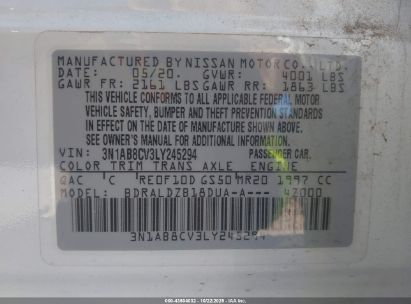 MANUFACTURED BY NISSAN MOTOR CO., LTD.
DATE: 05/20 GVWR: 4001 LBS
GAWR FR: 2161 LBS GAWR RR: 1863 LBS
THIS VEHICLE CONFORMS TO ALL APPLICABLE FEDERAL MOTOR
VEHICLE SAFETY, BUMPER AND THEFT PREVENTION STANDARDS
IN EFFECT ON THE DATE OF MANUFACTURE SHOWN ABOVE.
SEE OWNER'S MANUAL FOR ADDITIONAL INFORMATION.
VIN: 3N1AB8CV3LY245294 PASSENGER CAR.
COLOR TRIM TRANS AXLE ENGINE
QAC C RE0F10D GS50 MR20 1997 CC
MODEL: BDRALDZB18DUA-A--- 47000
3N1AB8CV3LY245294